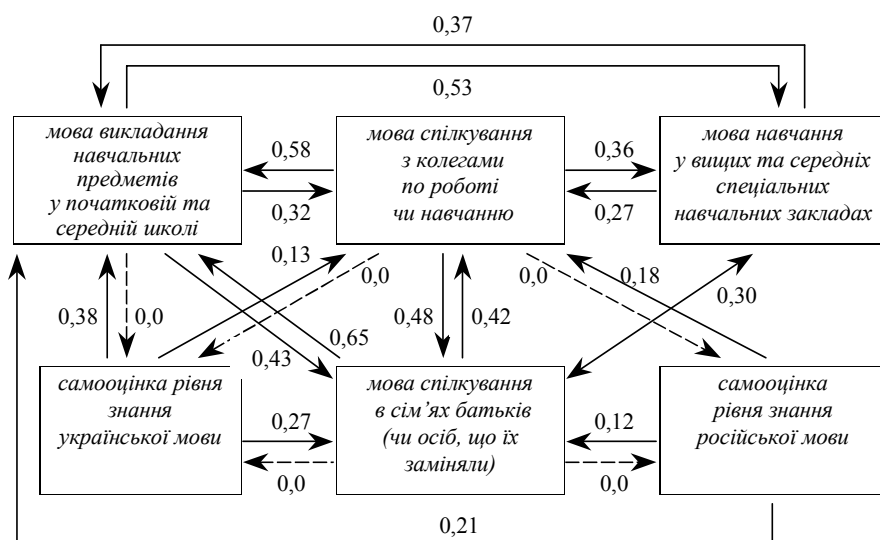 0,37
0,53
мова викладання
навчальних
предметів
у початковій та
середній школі
0,58
0,32
мова спілкування
з колегами
по роботі
чи навчанню
0,36
0,27
мова навчання
у вищих та середніх
спеціальних
навчальних закладах
0,13
0,0
0,0
0,18
0,38
0,0
0,43
0,65
0,48
0,42
0,30
самооцінка рівня
знання
української мови
0,27
0,0
мова спілкування
в сім’ях батьків
(чи осіб, що їх
заміняли)
0,12
0,0
самооцінка
рівня знання
російської мови
0,21